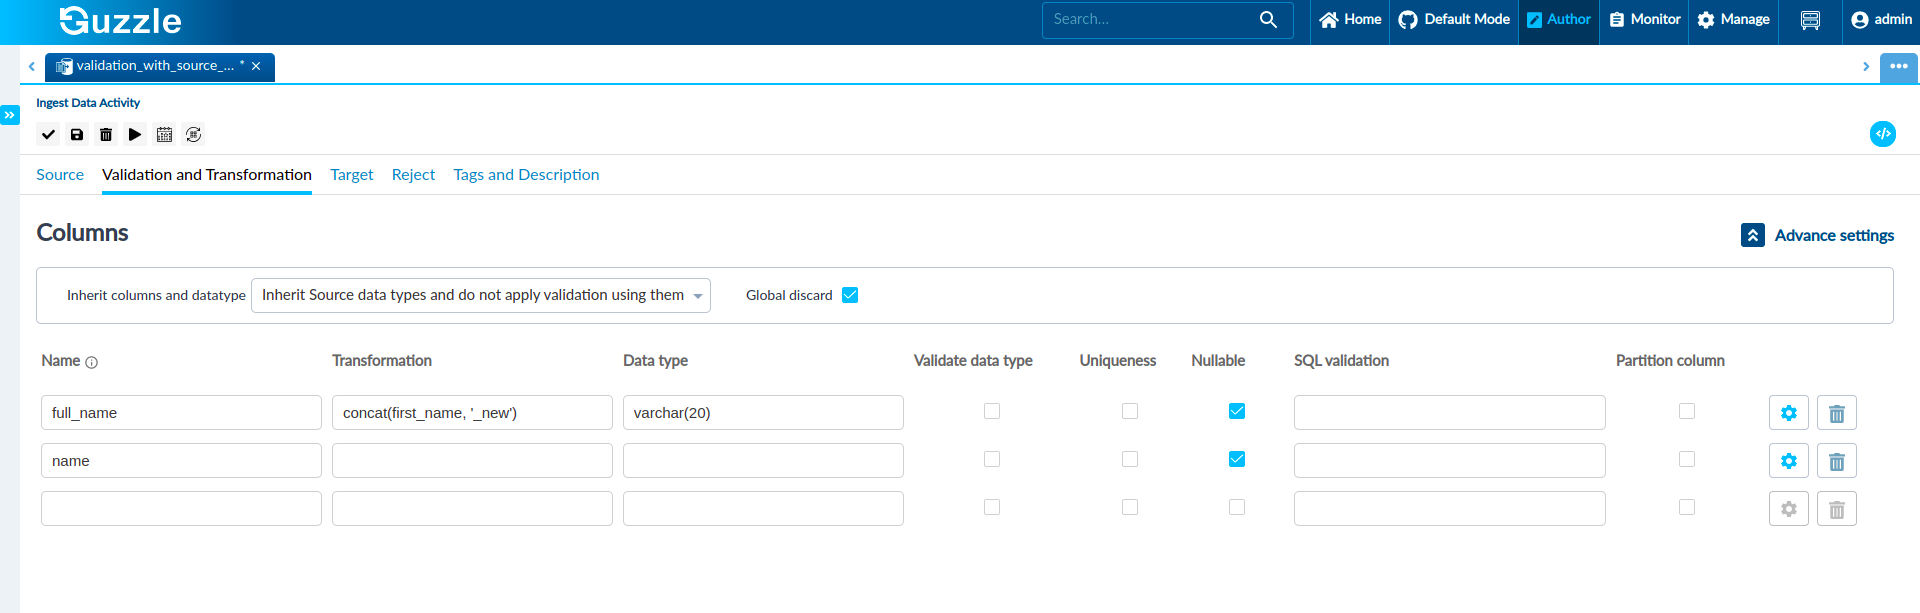 Guzzle
Search...
Home
Default Mode
Author
Monitor
Manage
admin
validation_with_source_... *
Ingest Data Activity
Source
Validation and Transformation
Target
Reject
Tags and Description
Columns
Advance settings
Inherit columns and datatype
Inherit Source data types and do not apply validation using them
Global discard
Name
Transformation
Data type
Validate data type
Uniqueness
Nullable
SQL validation
Partition column
full_name
concat(first_name, '_new')
varchar(20)
name